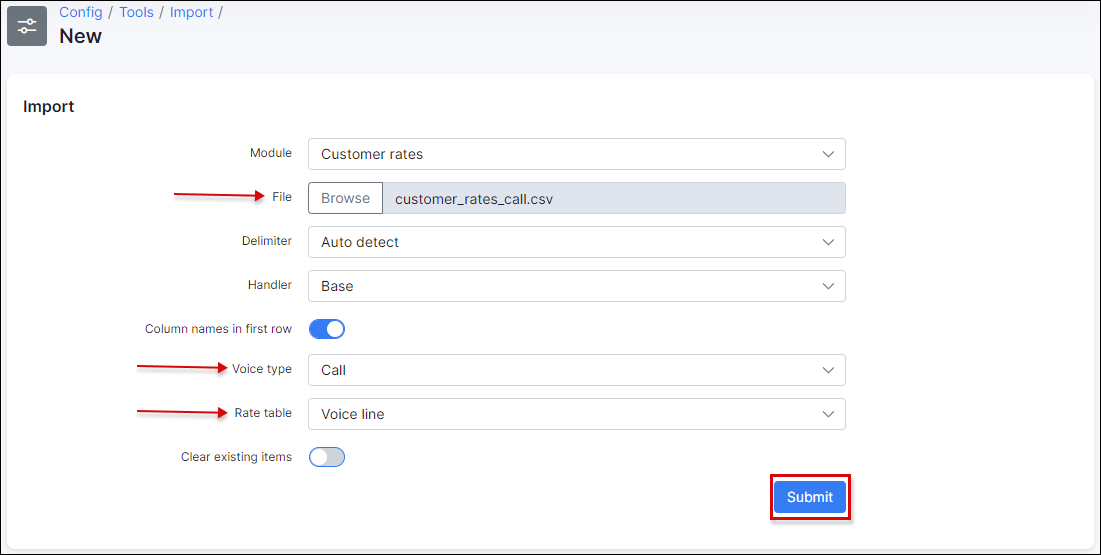 Config / Tools / Import /
New
Import
Module Customer rates
File Browse customer_rates_call.csv
Delimiter Auto detect
Handler Base
Column names in first row
Voice type Call
Rate table Voice line
Clear existing items
Submit